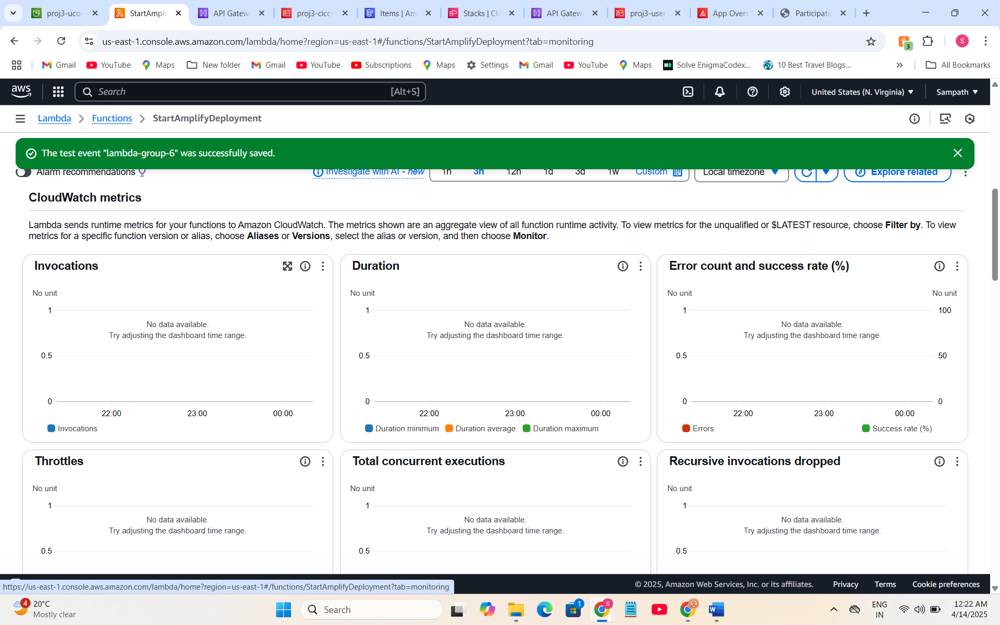 proj3-uco-
StartAmplif
API Gatewa
proj3-cicc-
Items | Am
Stacks | Clo
API Gatewa
proj3-user
App Overv
Participatio
us-east-1.console.aws.amazon.com/lambda/home?region=us-east-1#/functions/StartAmplifyDeployment?tab=monitoring
3
S
Gmail YouTube Maps New folder Gmail YouTube Subscriptions Maps Settings Gmail YouTube Maps Solve EnigmaCodex... 10 Best Travel Blogs... » All Bookmarks
aws Search [Alt+S] United States (N. Virginia) Sampath
Lambda > Functions > StartAmplifyDeployment
The test event "lambda-group-6" was successfully saved.
Alarm recommendations Investigate with AI - new 1h 3h 12h 1d 3d 1w Custom Local timezone Explore related
CloudWatch metrics
Lambda sends runtime metrics for your functions to Amazon CloudWatch. The metrics shown are an aggregate view of all function runtime activity. To view metrics for the unqualified or $LATEST resource, choose Filter by. To view
metrics for a specific function version or alias, choose Aliases or Versions, select the alias or version, and then choose Monitor.
Invocations
No unit
1
No data available.
Try adjusting the dashboard time range.
0.5
0
22:00 23:00 00:00
Invocations
Duration
No unit
1
No data available.
Try adjusting the dashboard time range.
0.5
0
22:00 23:00 00:00
Duration minimum Duration average Duration maximum
Error count and success rate (%)
No unit No unit
1 100
No data available.
Try adjusting the dashboard time range.
0.5 50
0 0
22:00 23:00 00:00
Errors Success rate (%)
Throttles
No unit
1
No data available.
Try adjusting the dashboard time range.
0.5
Total concurrent executions
No unit
1
No data available.
Try adjusting the dashboard time range.
0.5
Recursive invocations dropped
No unit
1
No data available.
Try adjusting the dashboard time range.
0.5
https://us-east-1.console.aws.amazon.com/lambda/home?region=us-east-1#/functions/StartAmplifyDeployment?tab=monitoring
© 2025, Amazon Web Services, Inc. or its affiliates. Privacy Terms Cookie preferences
4
20°C
Mostly clear
Search
1
S
W
ENG
IN
12:22 AM
4/14/2025